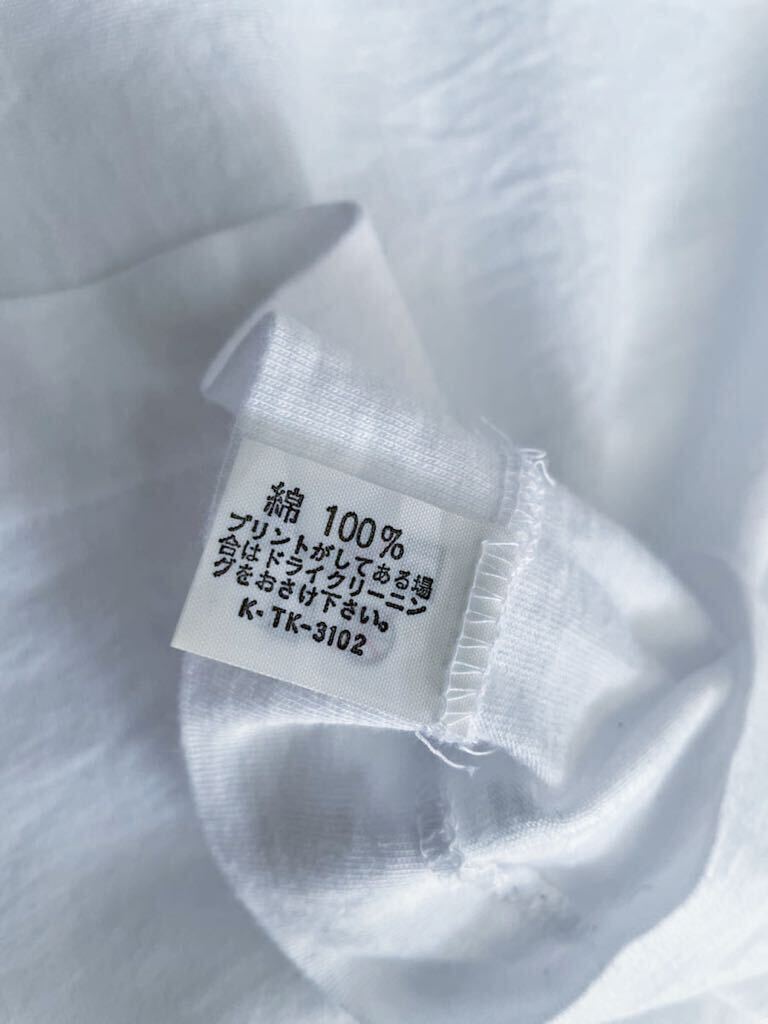 綿 100%
プリントがしてある場
合はドライクリーニン
グをおさけ下さい。
K-TK-3102